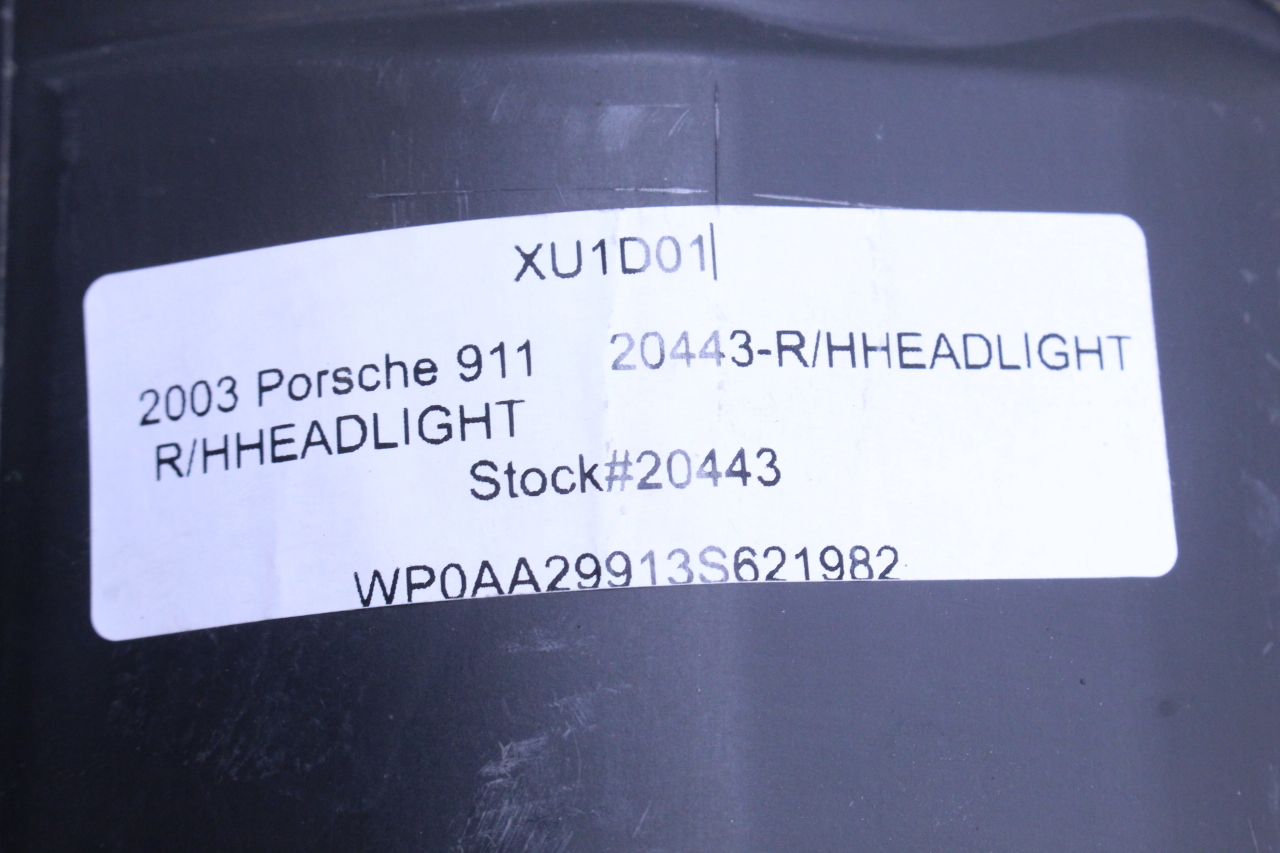 XU1D01|
2003 Porsche 911 20443-R/HHEADLIGHT
R/HHEADLIGHT
Stock#20443
WP0AA29913S621982